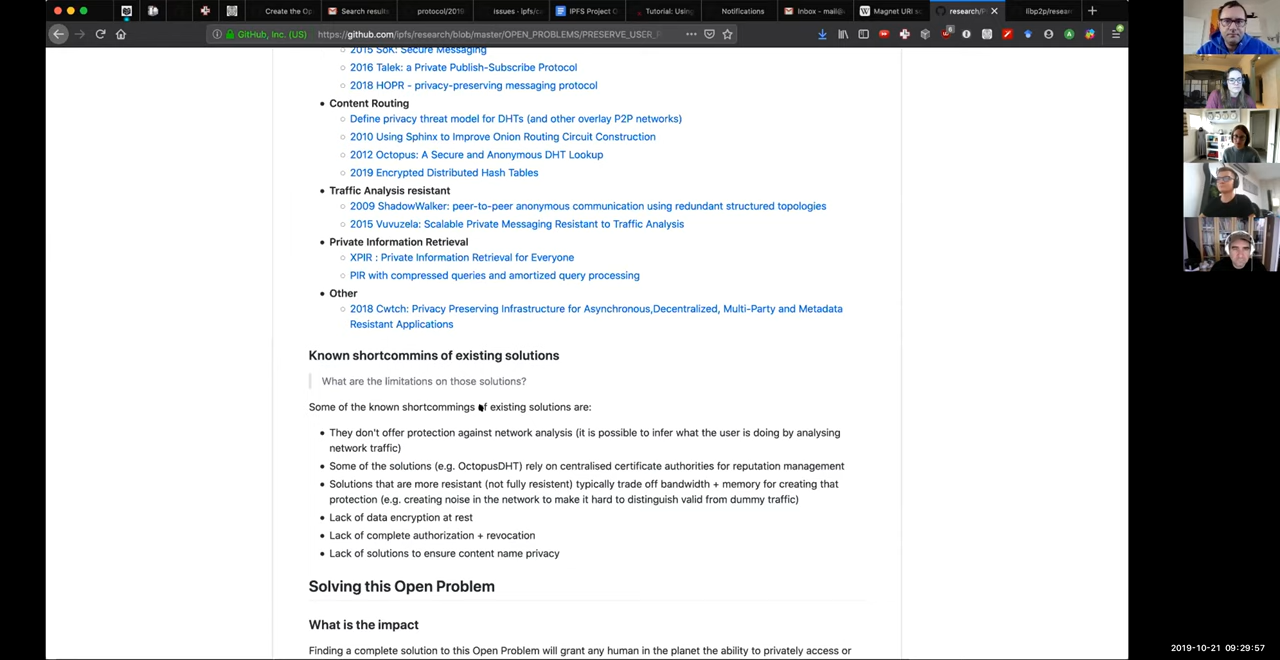 Create the Op
Search results
protocol/2019
issues - ipfs/c
IPFS Project O
Tutorial: Using
Notifications
Inbox - mail@
Magnet URI s
research/P
libp2p/resear
GitHub, Inc. (US)
https://github.com/ipfs/research/blob/master/OPEN_PROBLEMS/PRESERVE_USER_
2015 SoK: Secure Messaging
2016 Talek: a Private Publish-Subscribe Protocol
2018 HOPR - privacy-preserving messaging protocol
Content Routing
Define privacy threat model for DHTs (and other overlay P2P networks)
2010 Using Sphinx to Improve Onion Routing Circuit Construction
2012 Octopus: A Secure and Anonymous DHT Lookup
2019 Encrypted Distributed Hash Tables
Traffic Analysis resistant
2009 ShadowWalker: peer-to-peer anonymous communication using redundant structured topologies
2015 Vuvuzela: Scalable Private Messaging Resistant to Traffic Analysis
Private Information Retrieval
XPIR : Private Information Retrieval for Everyone
PIR with compressed queries and amortized query processing
Other
2018 Cwtch: Privacy Preserving Infrastructure for Asynchronous,Decentralized, Multi-Party and Metadata
Resistant Applications
Known shortcommins of existing solutions
What are the limitations on those solutions?
Some of the known shortcommings of existing solutions are:
They don't offer protection against network analysis (it is possible to infer what the user is doing by analysing
network traffic)
Some of the solutions (e.g. OctopusDHT) rely on centralised certificate authorities for reputation management
Solutions that are more resistant (not fully resistent) typically trade off bandwidth + memory for creating that
protection (e.g. creating noise in the network to make it hard to distinguish valid from dummy traffic)
Lack of data encryption at rest
Lack of complete authorization + revocation
Lack of solutions to ensure content name privacy
Solving this Open Problem
What is the impact
Finding a complete solution to this Open Problem will grant any human in the planet the ability to privately access or
2019-10-21 09:29:57